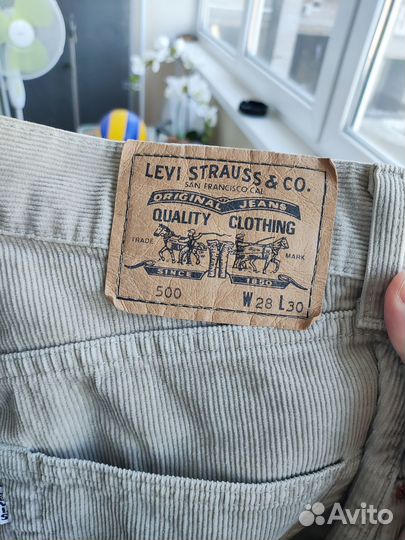 LEVI STRAUSS & CO.
SAN FRANCISCO, CAL.
ORIGINAL JEANS
QUALITY CLOTHING
TRADE MARK
SINCE 1850
500 W 28 L 30
Avito